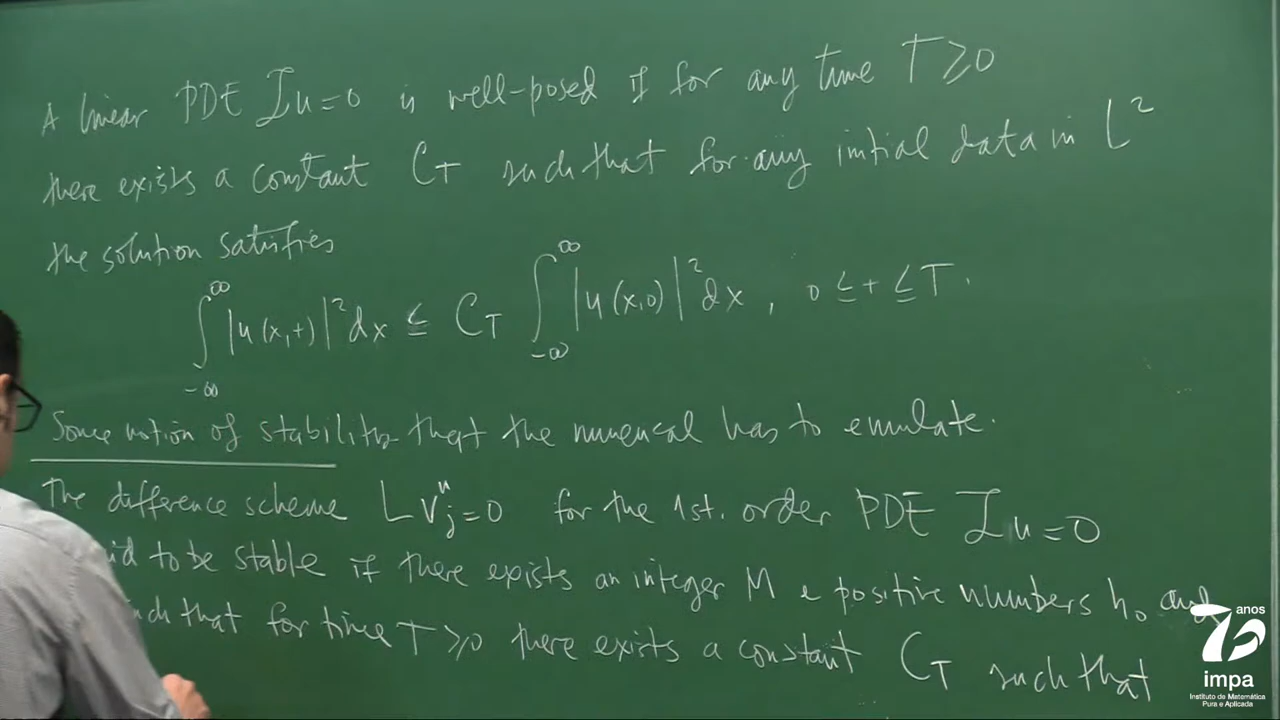 A linear PDE ℒu=0 is well-posed if for any time T≥0
there exists a constant C_T such that for any initial data in L²
the solution satisfies
∫_{-∞}^{∞} |u(x,t)|² dx ≤ C_T ∫_{-∞}^{∞} |u(x,0)|² dx, 0≤t≤T.
Some notion of stability that the numerical has to emulate.
The difference scheme L v_j^n=0 for the 1st. order PDE ℒu=0
to be stable if there exists an integer M e positive numbers h₀ and
that for time T≥0 there exists a constant C_T such that
anos
impa
Instituto de Matemática
Pura e Aplicada